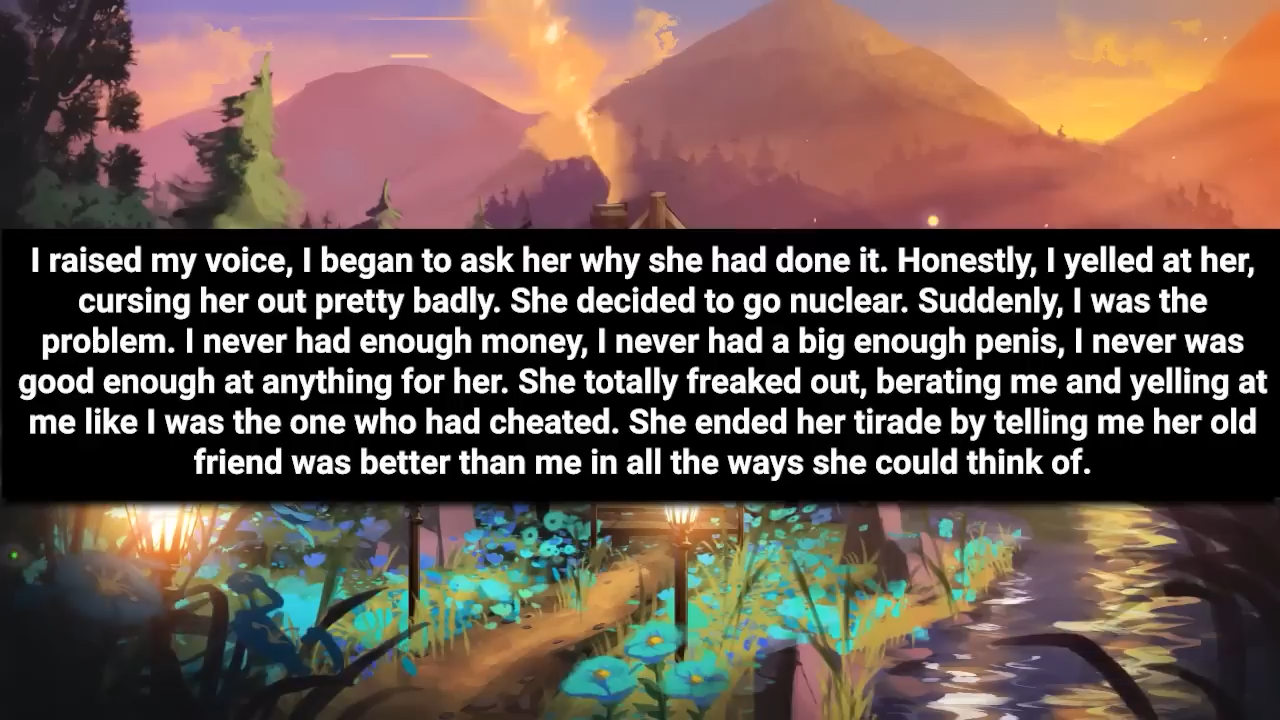 I raised my voice, I began to ask her why she had done it. Honestly, I yelled at her,
cursing her out pretty badly. She decided to go nuclear. Suddenly, I was the
problem. I never had enough money, I never had a big enough penis, I never was
good enough at anything for her. She totally freaked out, berating me and yelling at
me like I was the one who had cheated. She ended her tirade by telling me her old
friend was better than me in all the ways she could think of.